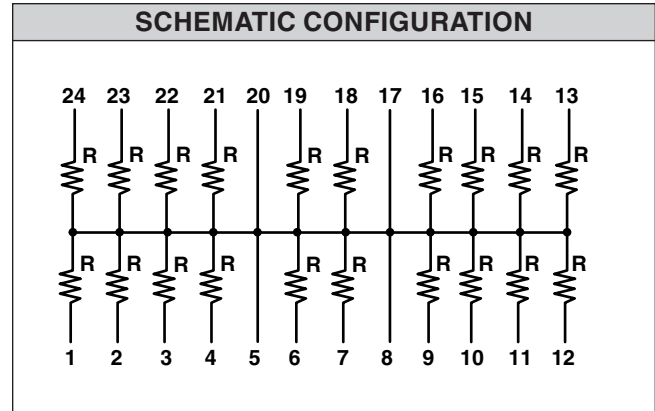 SCHEMATIC CONFIGURATION
24 23 22 21 20 19 18 17 16 15 14 13
R R R R R R R R R R
R R R R R R R R R R
1 2 3 4 5 6 7 8 9 10 11 12